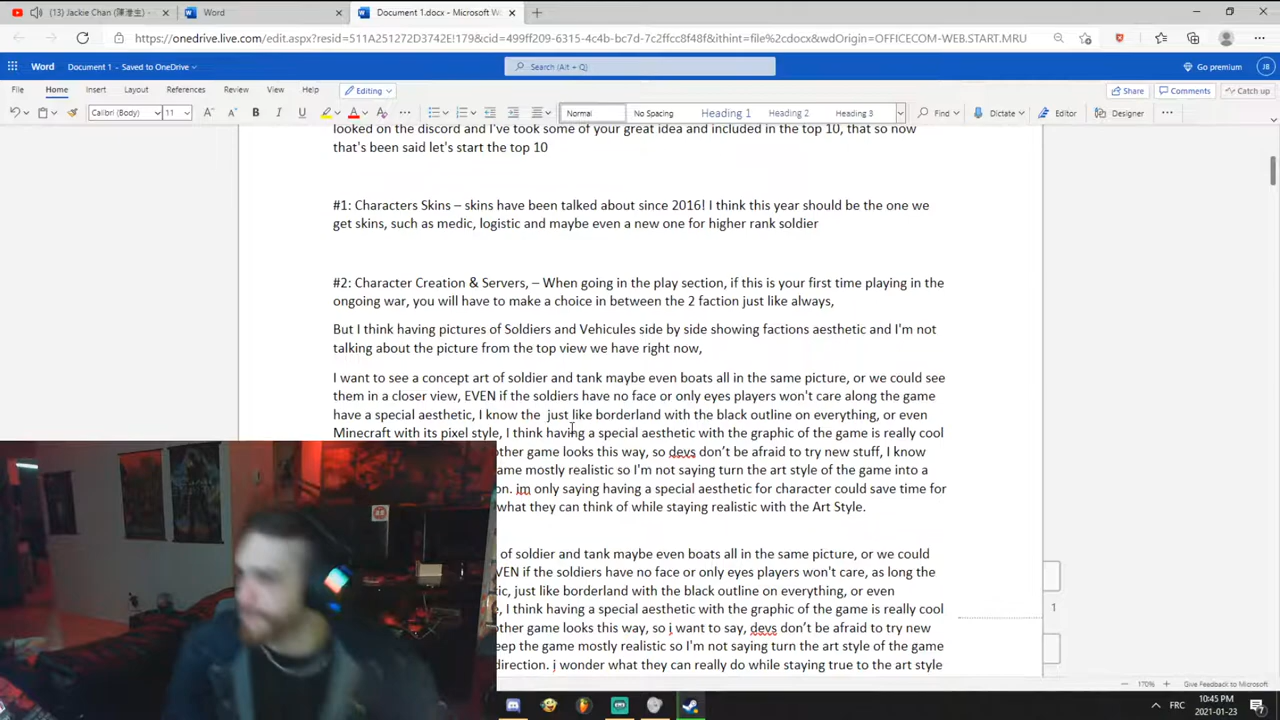 (13) Jackie Chan (陳港生) -
Word
Document 1.docx - Microsoft Wo
https://onedrive.live.com/edit.aspx?resid=511A251272D3742E!179&cid=499ff209-6315-4c4b-bc7d-7c2ffcc8f48f&ithint=file%2cdocx&wdOrigin=OFFICECOM-WEB.START.MRU
Word
Document 1 - Saved to OneDrive
Search (Alt + Q)
Go premium
JB
File
Home
Insert
Layout
References
Review
View
Help
Editing
Share
Comments
Catch up
Calibri (Body)
11
B
I
U
A
Normal
No Spacing
Heading 1
Heading 2
Heading 3
Find
Dictate
Editor
Designer
looked on the discord and I've took some of your great idea and included in the top 10, that so now
that's been said let's start the top 10
#1: Characters Skins – skins have been talked about since 2016! I think this year should be the one we
get skins, such as medic, logistic and maybe even a new one for higher rank soldier
#2: Character Creation & Servers, – When going in the play section, if this is your first time playing in the
ongoing war, you will have to make a choice in between the 2 faction just like always,
But I think having pictures of Soldiers and Vehicules side by side showing factions aesthetic and I'm not
talking about the picture from the top view we have right now,
I want to see a concept art of soldier and tank maybe even boats all in the same picture, or we could see
them in a closer view, EVEN if the soldiers have no face or only eyes players won't care along the game
have a special aesthetic, I know the just like borderland with the black outline on everything, or even
Minecraft with its pixel style, I think having a special aesthetic with the graphic of the game is really cool
other game looks this way, so devs don't be afraid to try new stuff, I know
ame mostly realistic so I'm not saying turn the art style of the game into a
on. im only saying having a special aesthetic for character could save time for
what they can think of while staying realistic with the Art Style.
of soldier and tank maybe even boats all in the same picture, or we could
VEN if the soldiers have no face or only eyes players won't care, as long the
ic, just like borderland with the black outline on everything, or even
e, I think having a special aesthetic with the graphic of the game is really cool
other game looks this way, so i want to say, devs don't be afraid to try new
eep the game mostly realistic so I'm not saying turn the art style of the game
direction. i wonder what they can really do while staying true to the art style
1
170%
Give Feedback to Microsoft
FRC
10:45 PM
2021-01-23